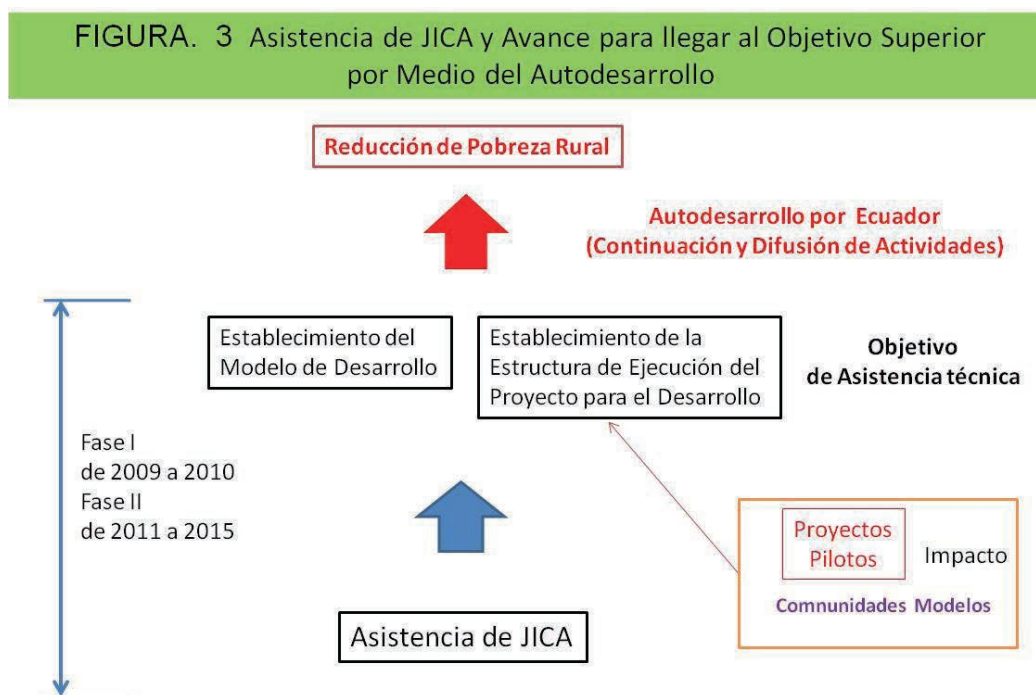 FIGURA. 3 Asistencia de JICA y Avance para llegar al Objetivo Superior
por Medio del Autodesarrollo
Reducción de Pobreza Rural
Autodesarrollo por Ecuador
(Continuación y Difusión de Actividades)
Establecimiento del
Modelo de Desarrollo
Establecimiento de la
Estructura de Ejecución del
Proyecto para el Desarrollo
Objetivo
de Asistencia técnica
Fase I
de 2009 a 2010
Fase II
de 2011 a 2015
Proyectos
Pilotos
Impacto
Comnunidades Modelos
Asistencia de JICA